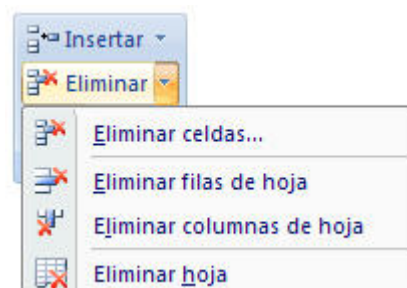 Insertar
Eliminar
Eliminar celdas...
Eliminar filas de hoja
Eliminar columnas de hoja
Eliminar hoja